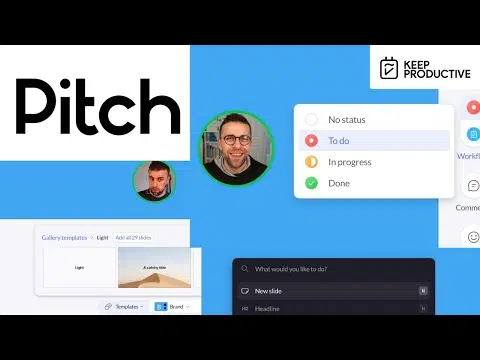 Pitch
KEEP
PRODUCTIVE
No status
To do
In progress
Done
Workfl
Comme
Gallery templates > Light Add all 29 slides
Light
A catchy title
Templates
Brand
What would you like to do?
New slide
H2 Headline